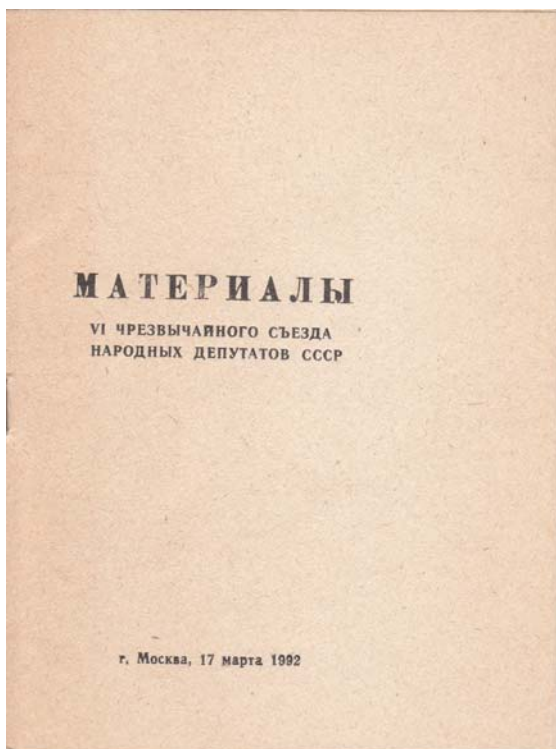 МАТЕРИАЛЫ
VI ЧРЕЗВЫЧАЙНОГО СЪЕЗДА
НАРОДНЫХ ДЕПУТАТОВ СССР
г. Москва, 17 марта 1992